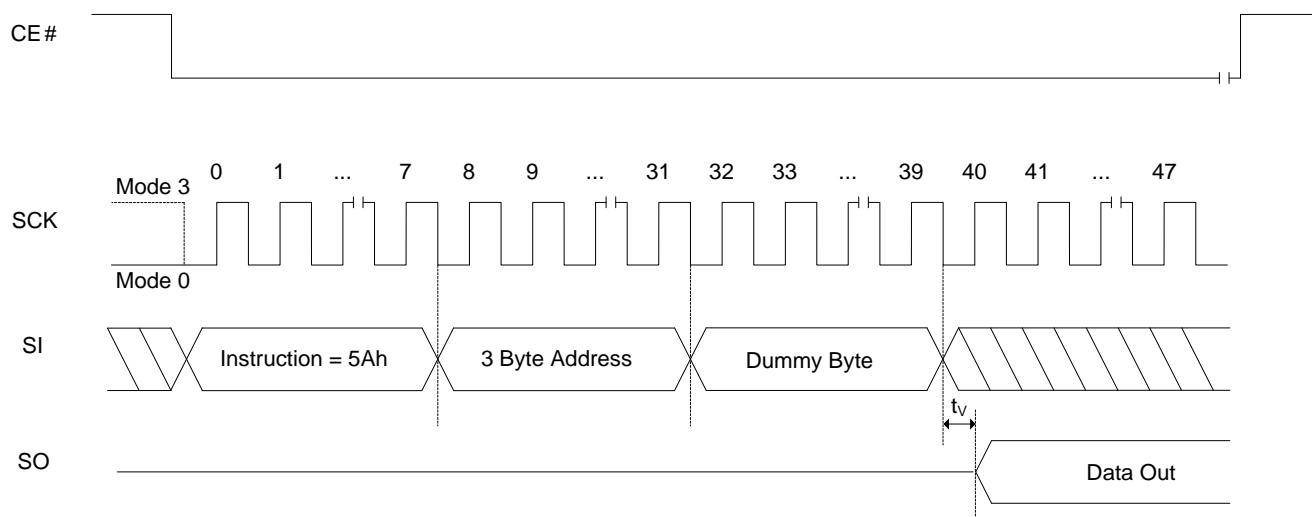 CE#
0 1 ... 7 8 9 ... 31 32 33 ... 39 40 41 ... 47
Mode 3
SCK
Mode 0
SI
Instruction = 5Ah
3 Byte Address
Dummy Byte
tV
SO
Data Out